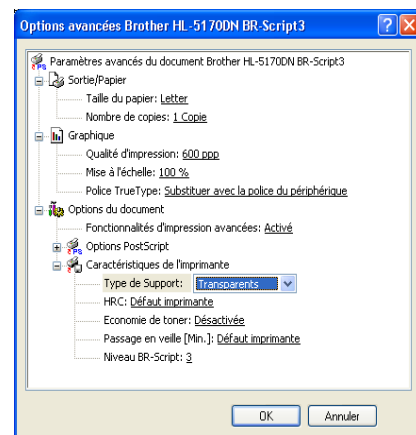 Options avancées Brother HL-5170DN BR-Script3
Paramètres avancés du document Brother HL-5170DN BR-Script3
Sortie/Papier
Taille du papier: Letter
Nombre de copies: 1 Copie
Graphique
Qualité d'impression: 600 ppp
Mise à l'échelle: 100 %
Police TrueType: Substituer avec la police du périphérique
Options du document
Fonctionnalités d'impression avancées: Activé
Options PostScript
Caractéristiques de l'imprimante
Type de Support: Transparents
HRC: Défaut imprimante
Economie de toner: Désactivée
Passage en veille [Min.]: Défaut imprimante
Niveau BR-Script: 3
OK Annuler